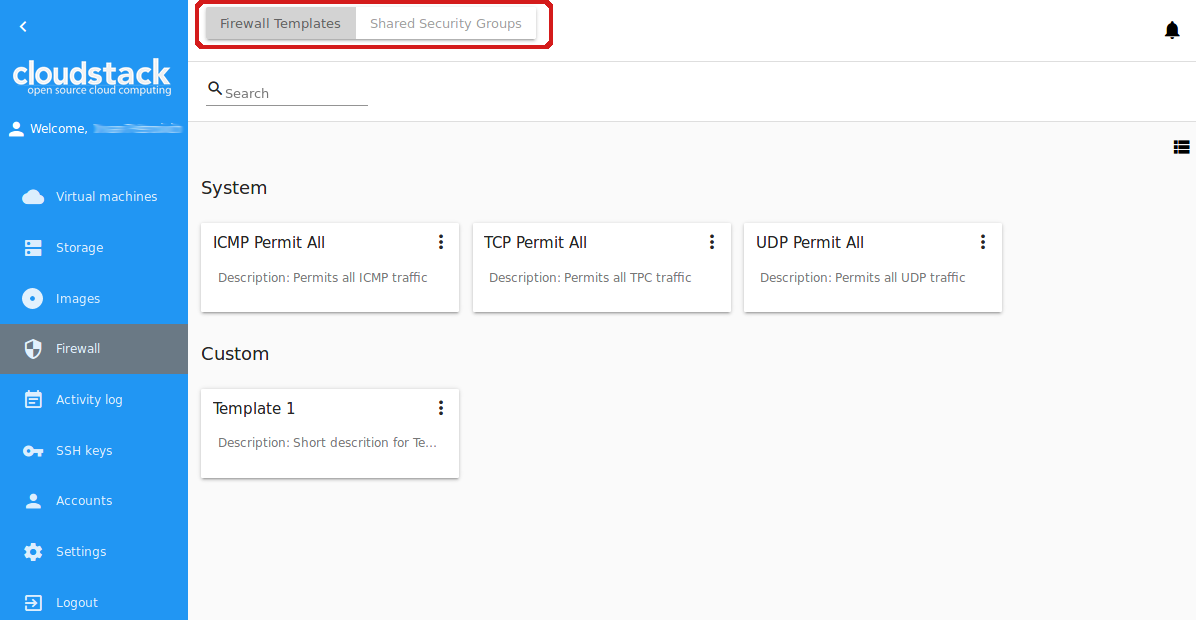 Firewall Templates Shared Security Groups
cloudstack
open source cloud computing
Search
Welcome,
Virtual machines
Storage
Images
Firewall
Activity log
SSH keys
Accounts
Settings
Logout
System
ICMP Permit All
Description: Permits all ICMP traffic
TCP Permit All
Description: Permits all TPC traffic
UDP Permit All
Description: Permits all UDP traffic
Custom
Template 1
Description: Short descrition for Te...